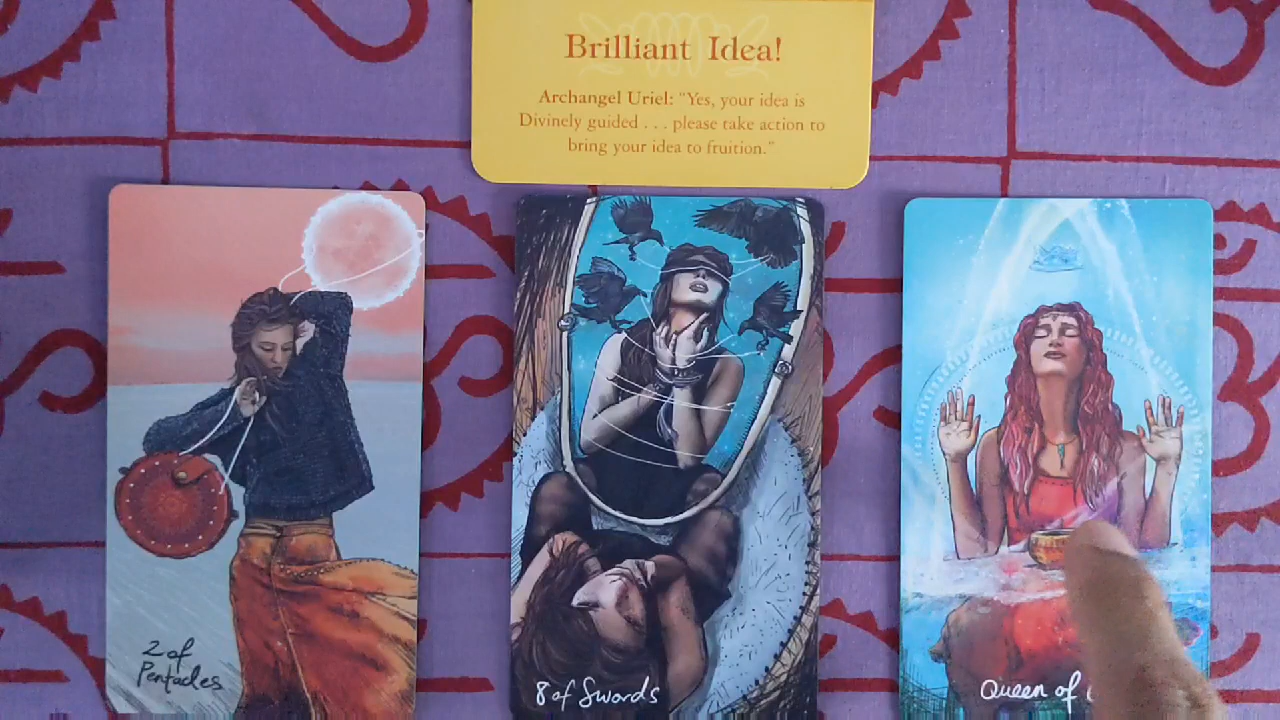 Brilliant Idea!
Archangel Uriel: "Yes, your idea is
Divinely guided . . . please take action to
bring your idea to fruition."
2 of
Pentacles
8 of Swords
Queen of